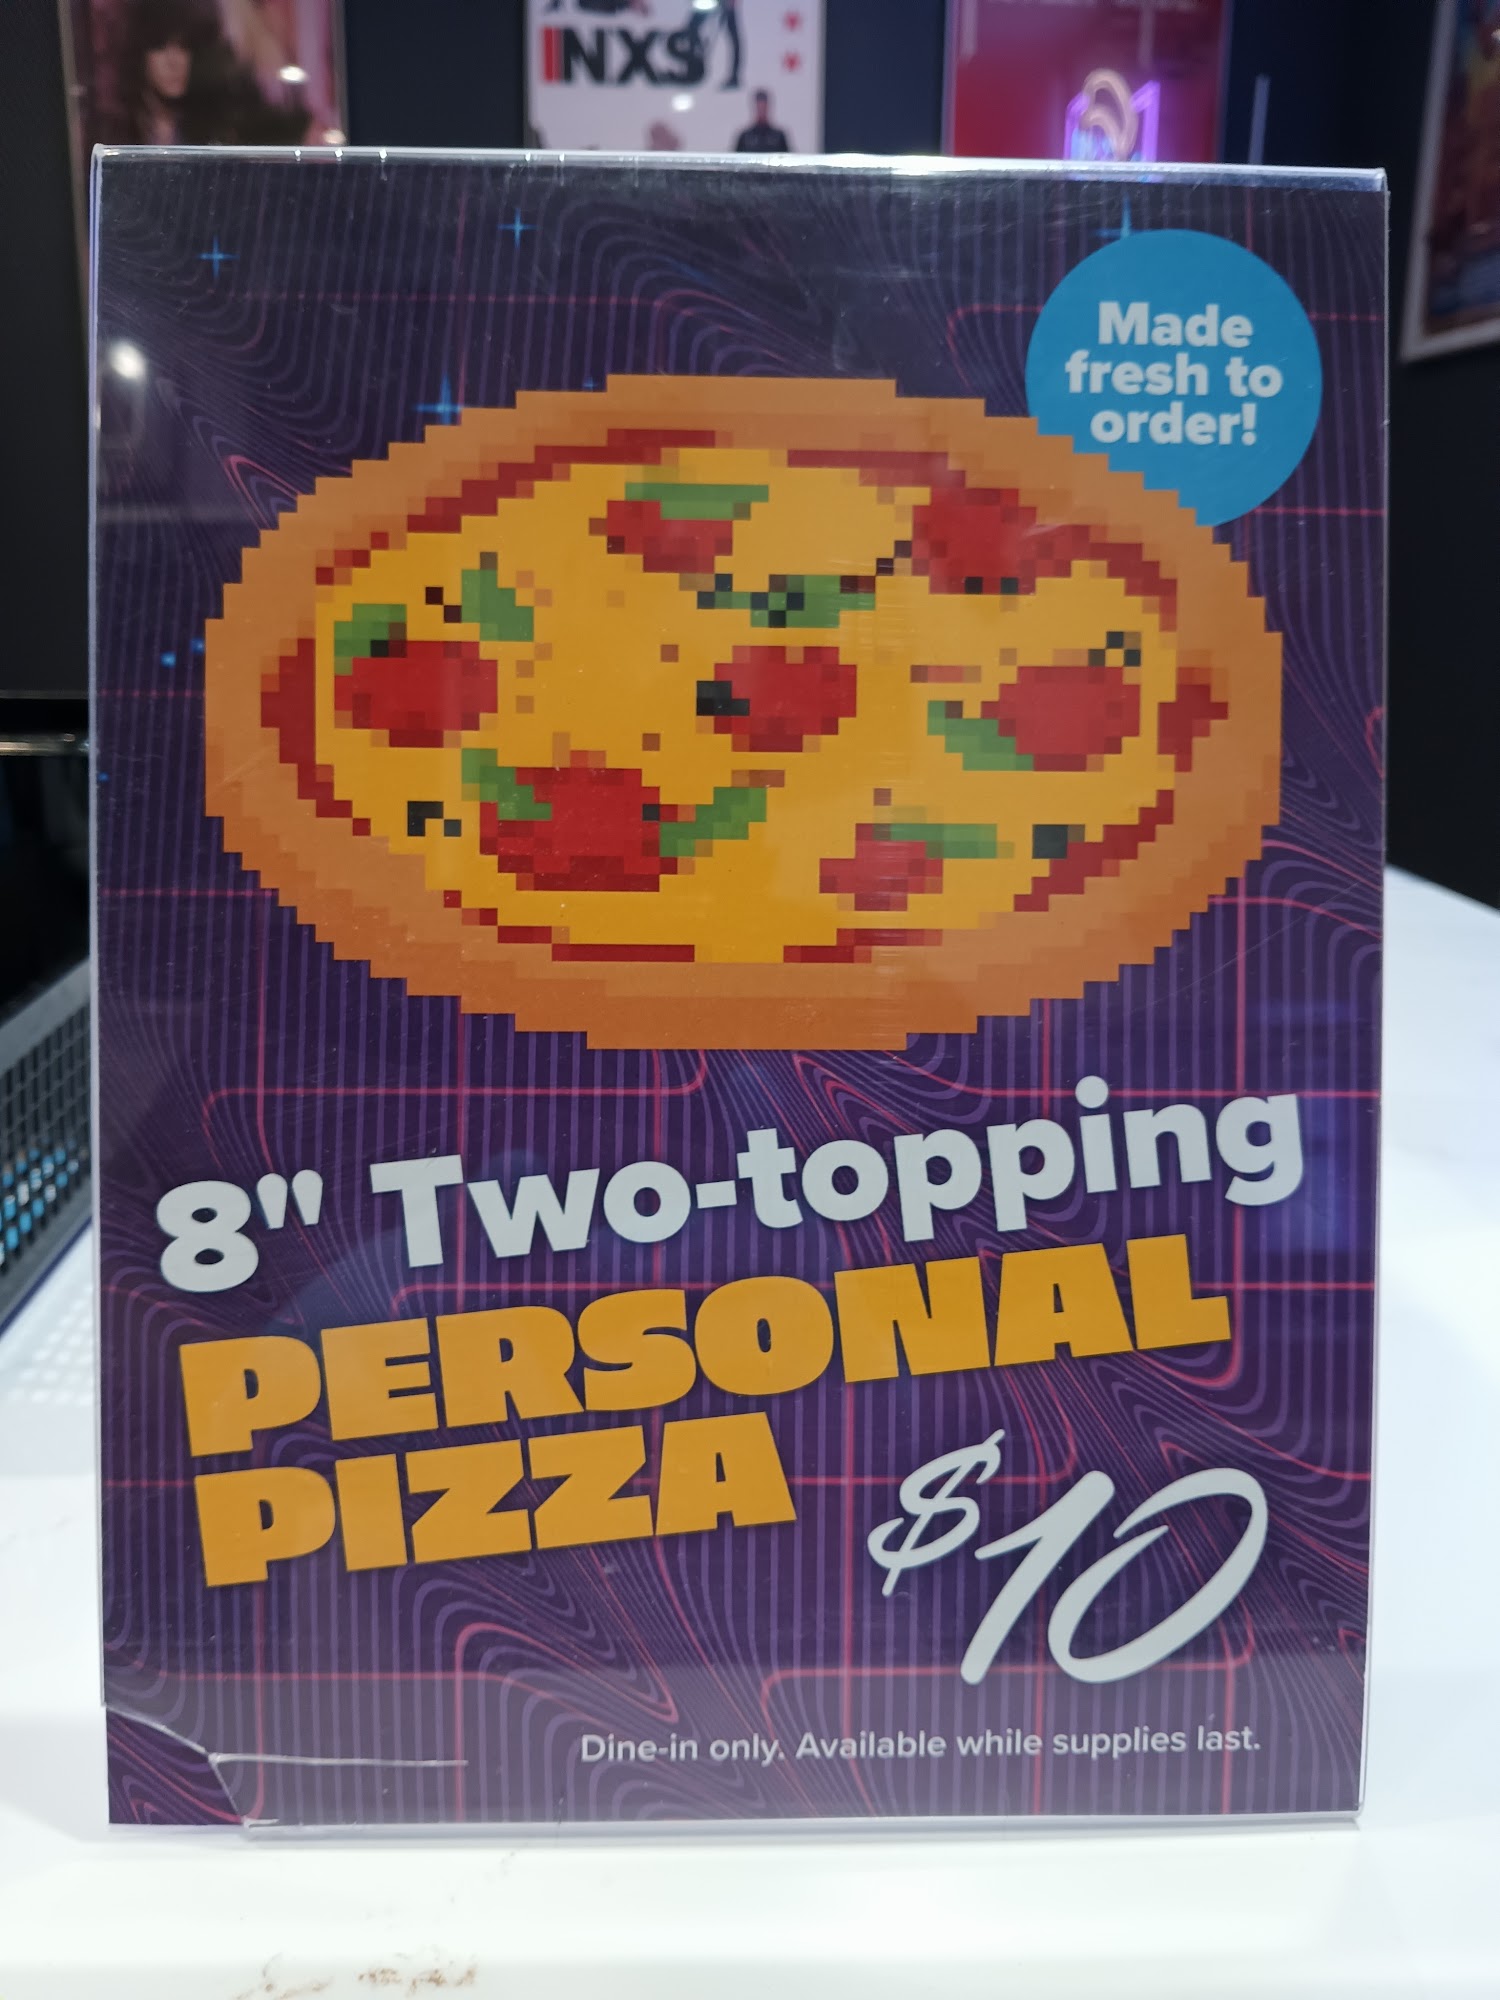 INXS
Made
fresh to
order!
8" Two-topping
PERSONAL
PIZZA
$10
Dine-in only. Available while supplies last.